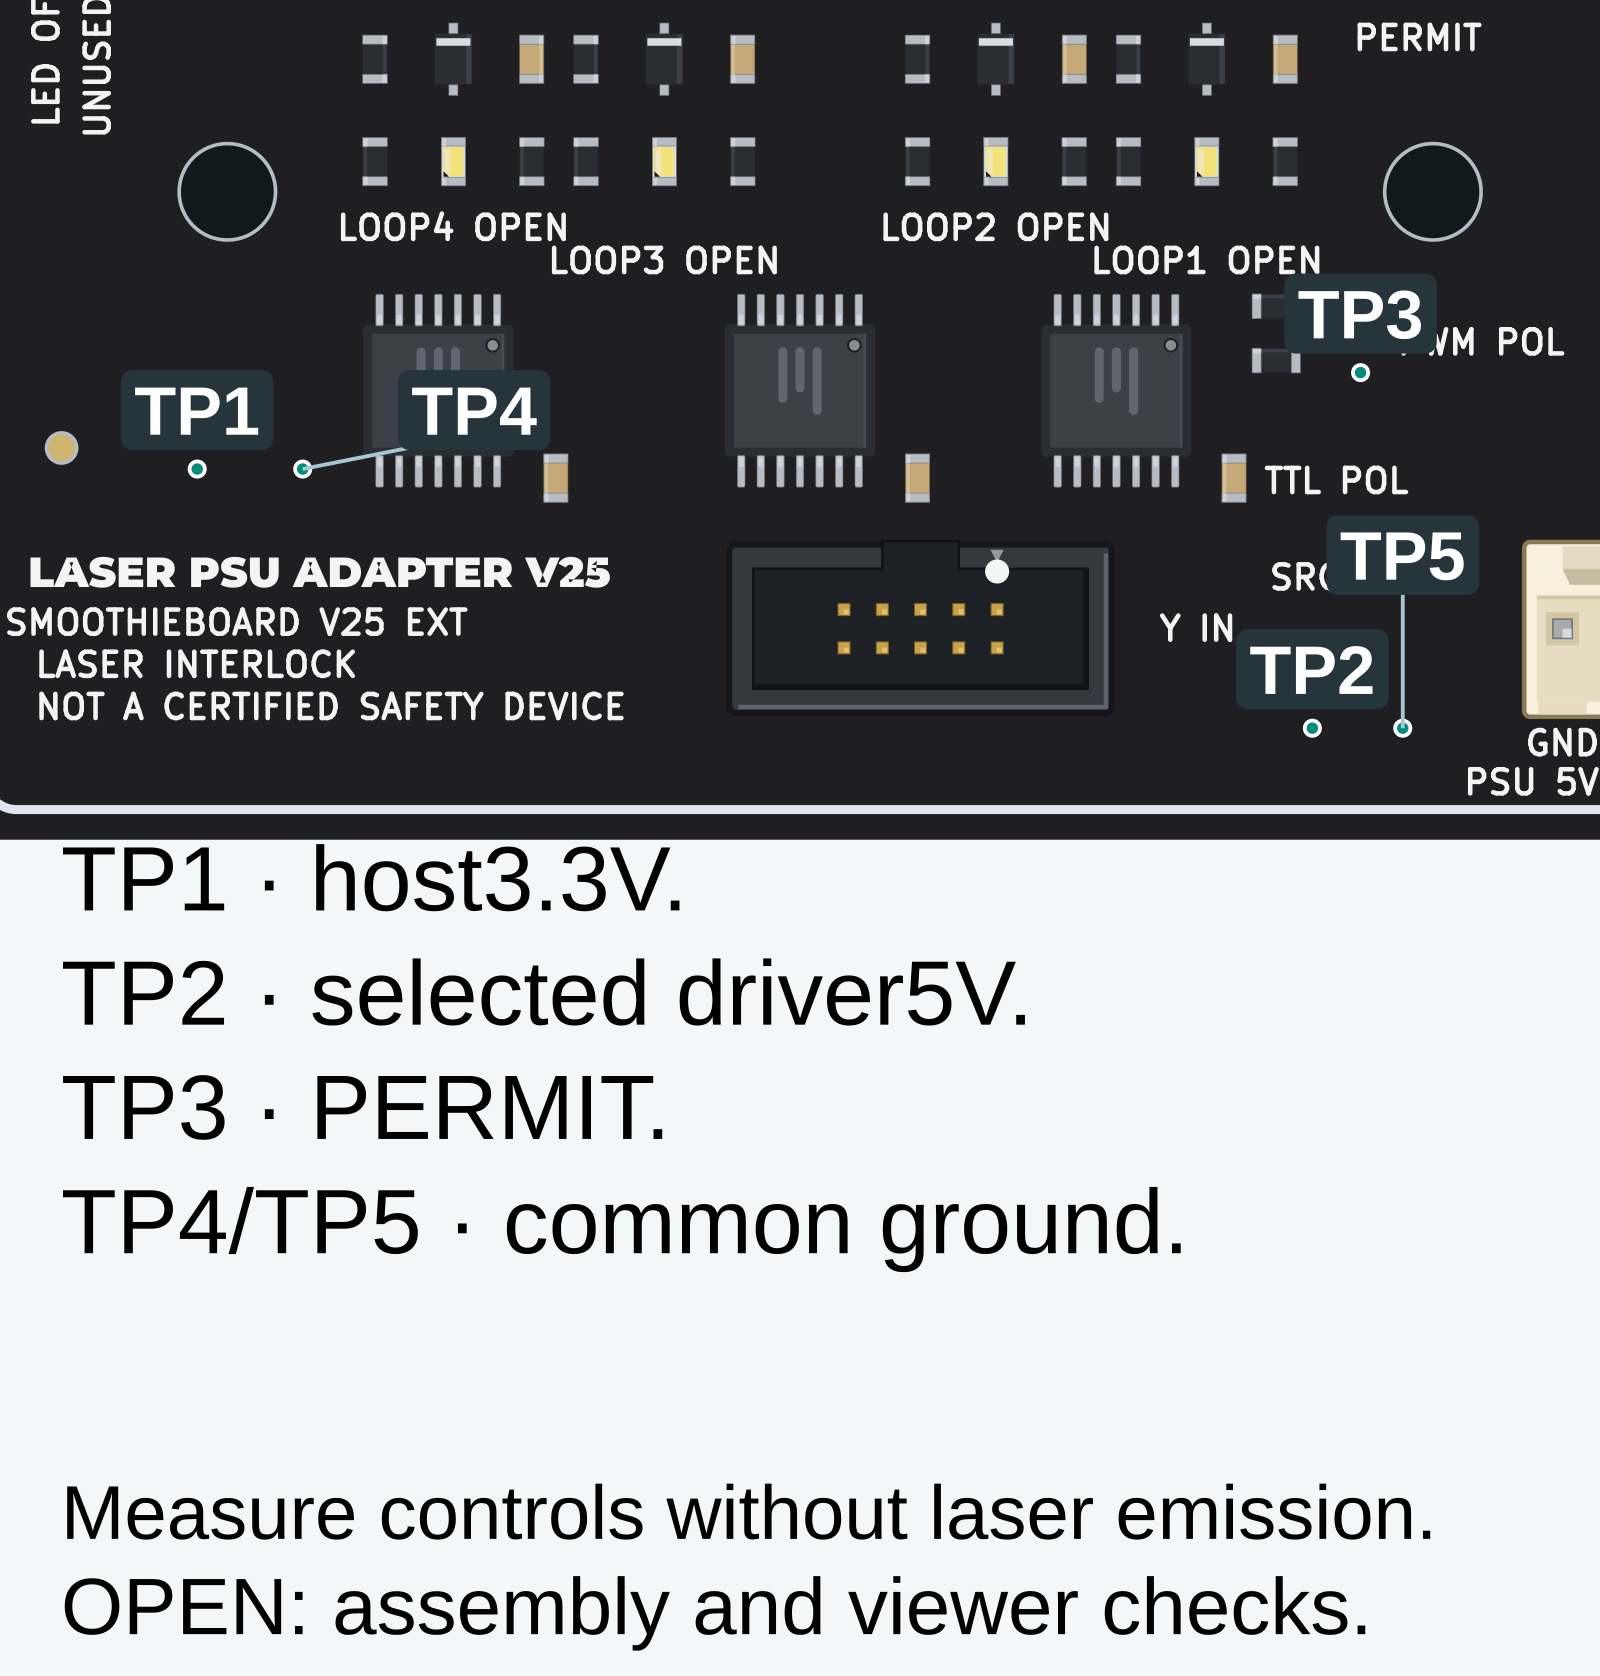 LED OF
UNUSED
PERMIT
LOOP4 OPEN
LOOP3 OPEN
LOOP2 OPEN
LOOP1 OPEN
TP3
WM POL
TP1
TP4
TTL POL
TP5
LASER PSU ADAPTER V25
SMOOTHIEBOARD V25 EXT
LASER INTERLOCK
NOT A CERTIFIED SAFETY DEVICE
Y IN
TP2
GND
PSU 5V
TP1 · host3.3V.
TP2 · selected driver5V.
TP3 · PERMIT.
TP4/TP5 · common ground.
Measure controls without laser emission.
OPEN: assembly and viewer checks.